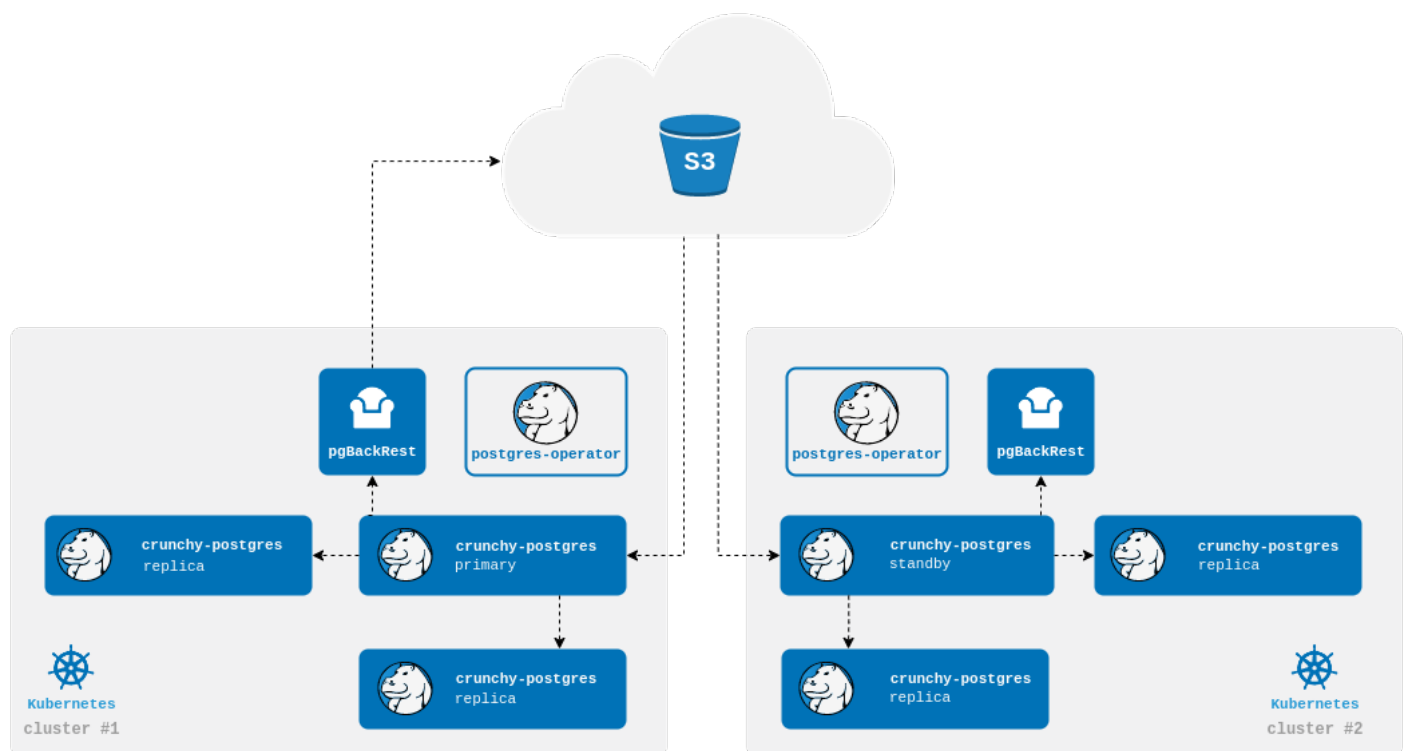 S3
pgBackRest
postgres-operator
crunchy-postgres
replica
crunchy-postgres
primary
crunchy-postgres
replica
Kubernetes
cluster #1
postgres-operator
pgBackRest
crunchy-postgres
standby
crunchy-postgres
replica
crunchy-postgres
replica
Kubernetes
cluster #2